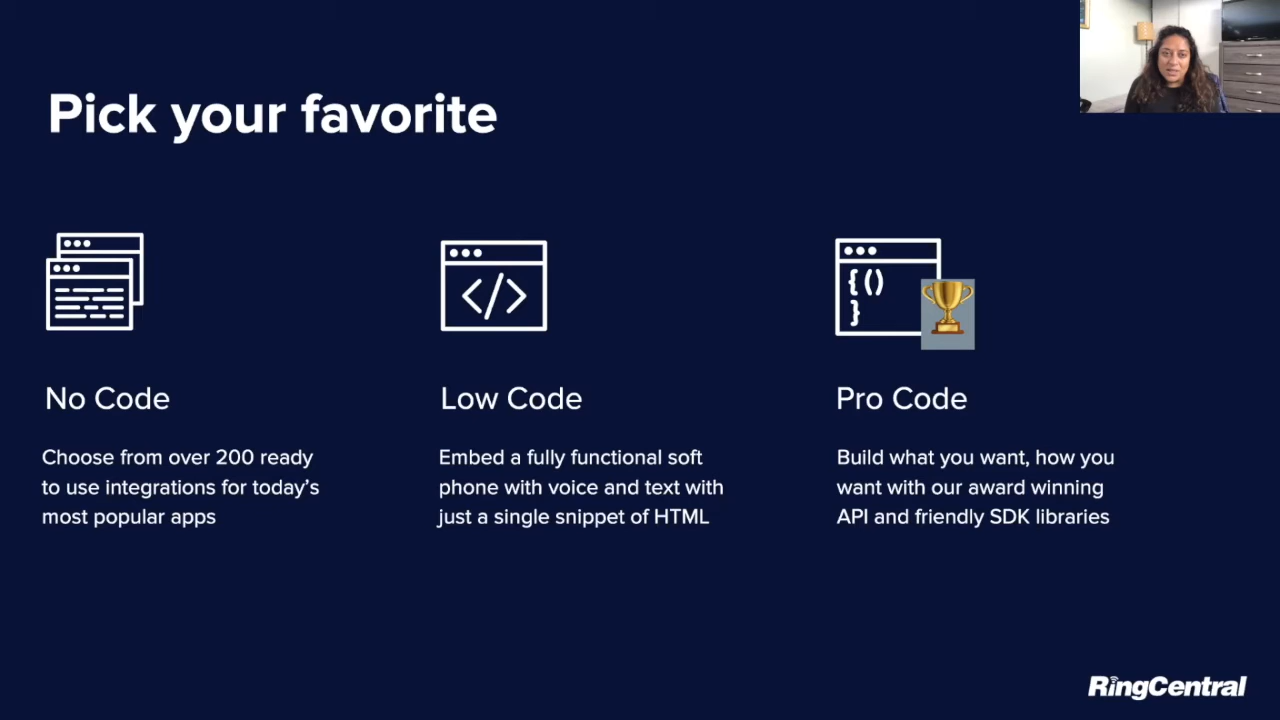 Pick your favorite
</>
{()
}
No Code
Low Code
Pro Code
Choose from over 200 ready
to use integrations for today’s
most popular apps
Embed a fully functional soft
phone with voice and text with
just a single snippet of HTML
Build what you want, how you
want with our award winning
API and friendly SDK libraries
RingCentral